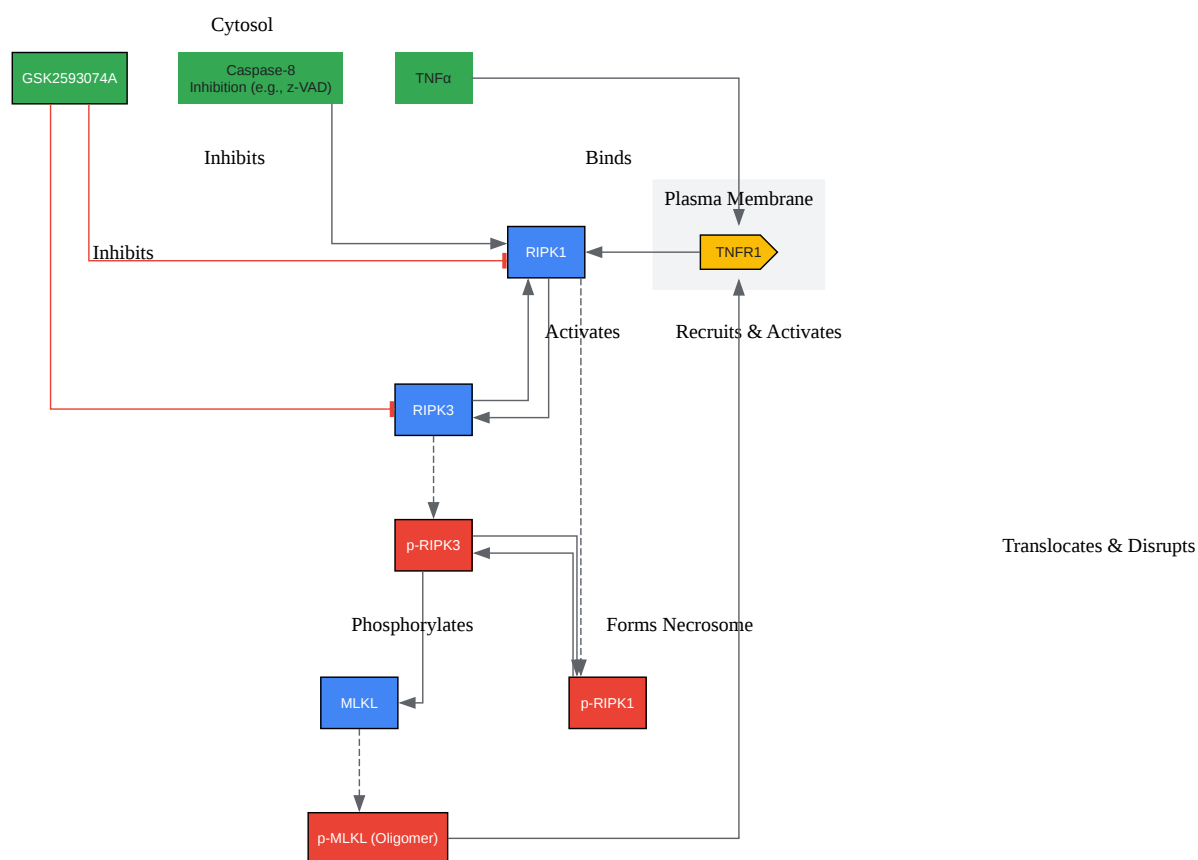 Cytosol
GSK2593074A
Caspase-8
Inhibition (e.g., z-VAD)
TNFα
Inhibits
Binds
Plasma Membrane
Inhibits
RIPK1
TNFR1
Activates
Recruits & Activates
RIPK3
p-RIPK3
Translocates & Disrupts
Phosphorylates
Forms Necrosome
MLKL
p-RIPK1
p-MLKL (Oligomer)